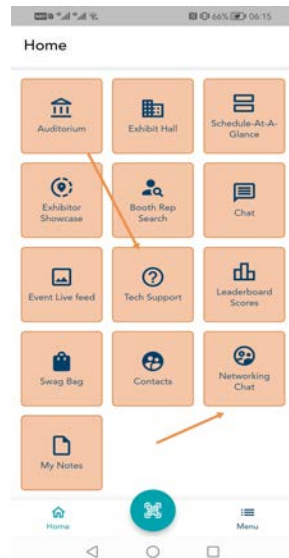 66% 06:15
Home
Auditorium
Exhibit Hall
Schedule-At-A-
Glance
Exhibitor
Showcase
Booth Rep
Search
Chat
Event Live feed
Tech Support
Leaderboard
Scores
Swag Bag
Contacts
Networking
Chat
My Notes
Home
Menu